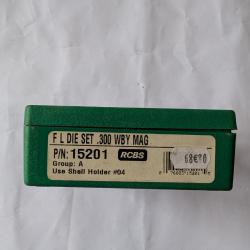 F L DIE SET .300 WBY MAG
P/N: 15201 RCBS
Group: A
Use Shell Holder #04